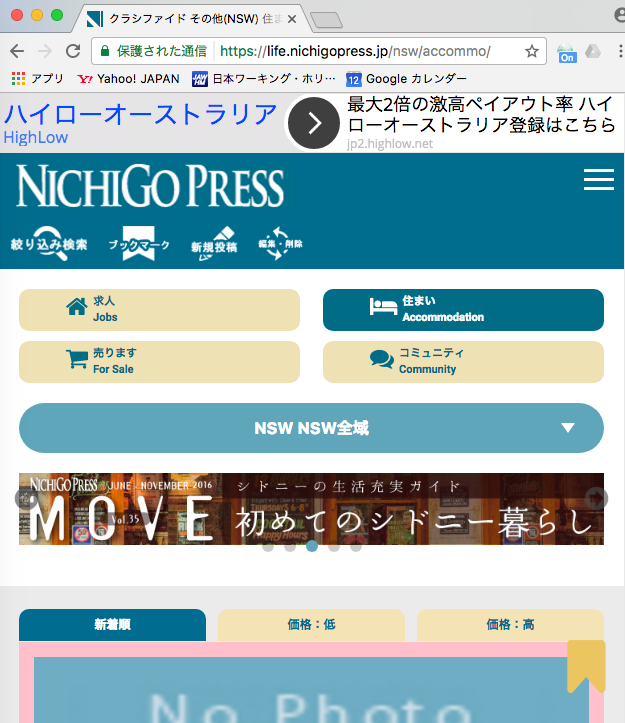 クラシファイド その他(NSW) 住ま
保護された通信
https://life.nichigopress.jp/nsw/accommo/
On
アプリ
Yahoo! JAPAN
日本ワーキング・ホリ…
12
Google カレンダー
ハイローオーストラリア
HighLow
最大2倍の激高ペイアウト率 ハイ
ローオーストラリア登録はこちら
jp2.highlow.net
NICHIGO PRESS
絞り込み検索
ブックマーク
新規投稿
編集・削除
求人
Jobs
住まい
Accommodation
売ります
For Sale
コミュニティ
Community
NSW NSW全域
NICHIGO PRESS JUNE - NOVEMBER 2016
シドニーの生活充実ガイド
MOVE
Vol.35
初めてのシドニー暮らし
Happy Hours
新着順
価格：低
価格：高
No Photo